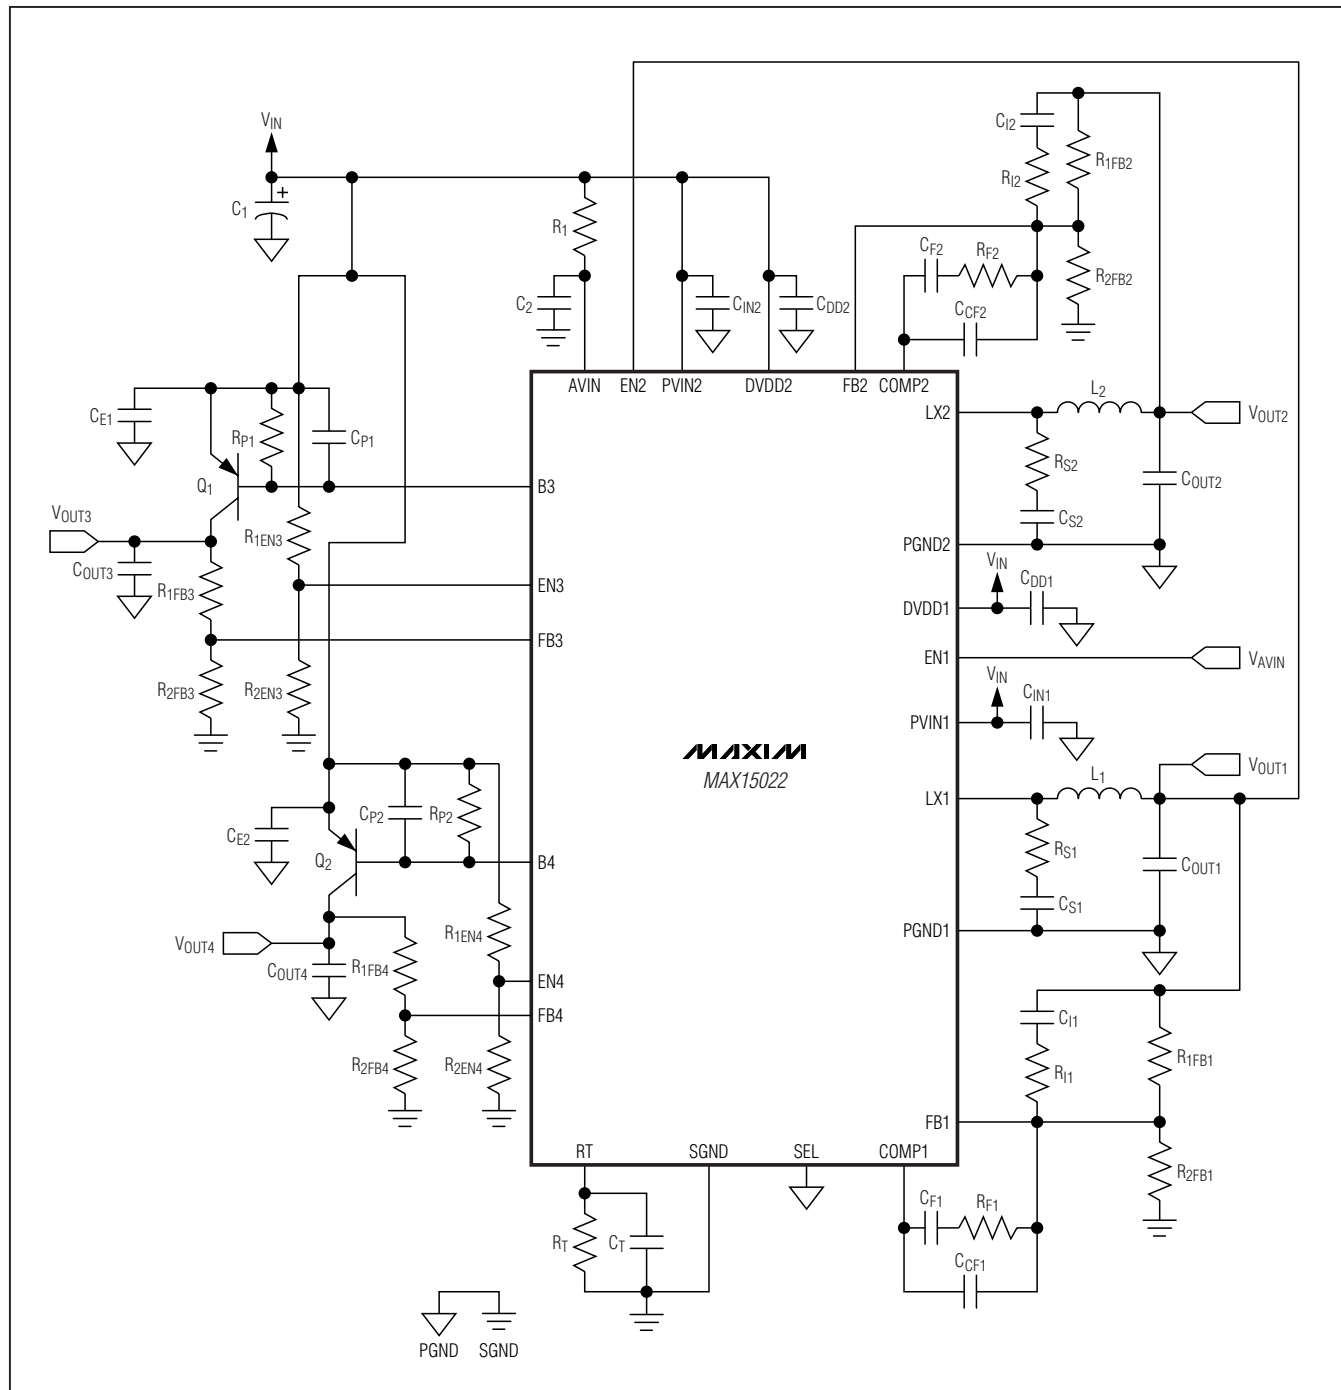 VIN
C1
+
R1
C2
CIN2
CDD2
CI2
RI2
R1FB2
CF2
RF2
CCF2
R2FB2
AVIN
EN2
PVIN2
DVDD2
FB2
COMP2
CE1
RP1
CP1
Q1
B3
VOUT3
COUT3
R1EN3
R1FB3
EN3
FB3
R2FB3
R2EN3
LX2
L2
VOUT2
RS2
COUT2
CS2
PGND2
VIN
CDD1
DVDD1
EN1
VAVIN
VIN
CIN1
PVIN1
MAXIM
MAX15022
VOUT1
LX1
L1
RS1
COUT1
CS1
PGND1
CE2
CP2
RP2
Q2
B4
VOUT4
COUT4
R1FB4
R1EN4
EN4
FB4
R2FB4
R2EN4
CI1
RI1
R1FB1
FB1
R2FB1
RT
SGND
SEL
COMP1
RT
CT
CF1
RF1
CCF1
PGND
SGND